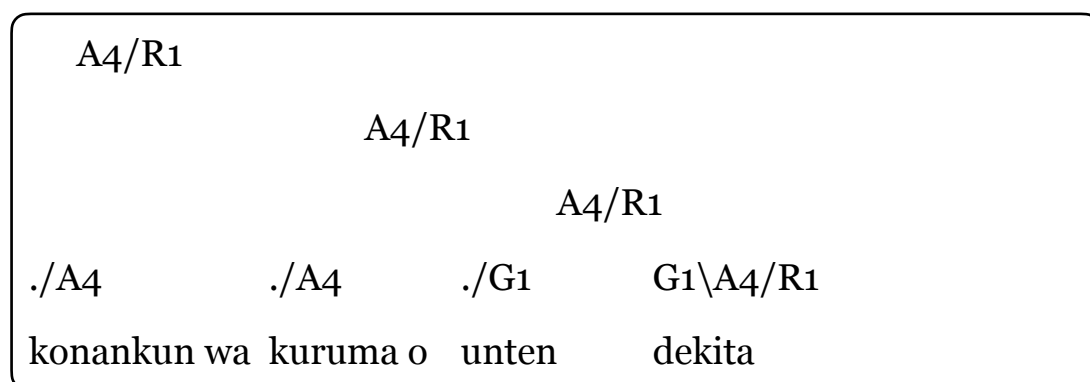 A4/R1
A4/R1
A4/R1
./A4 ./A4 ./G1 G1\A4/R1
konankun wa kuruma o unten dekita